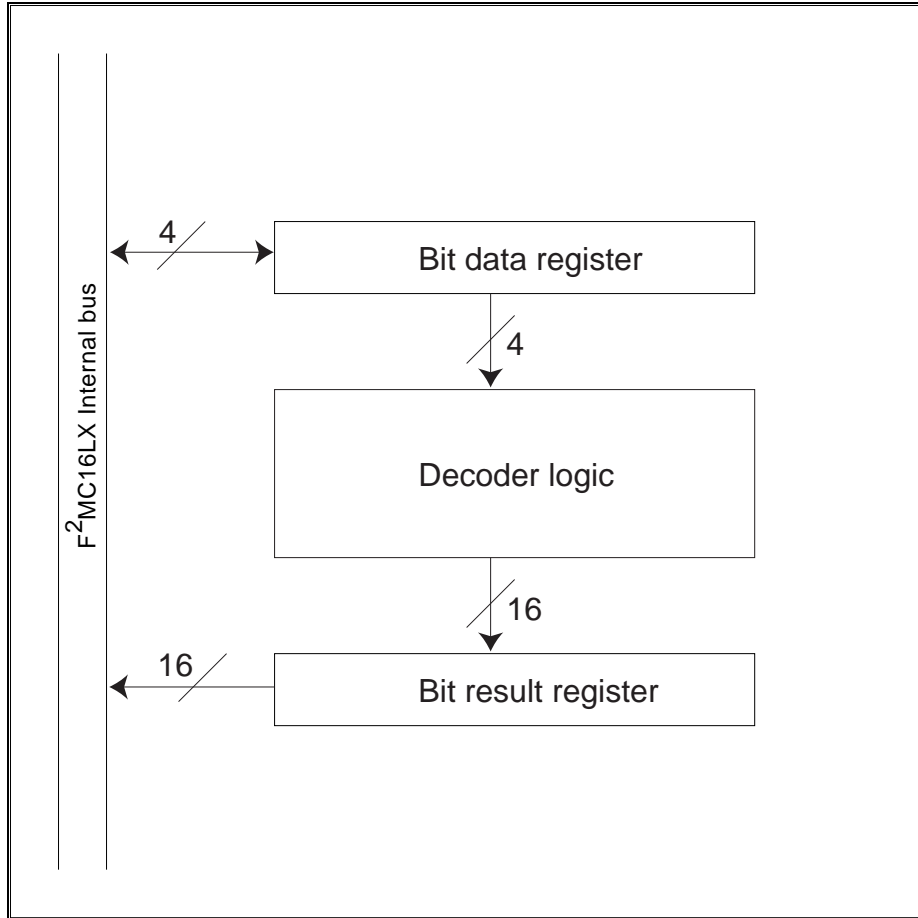 F²MC16LX Internal bus
4
Bit data register
4
Decoder logic
16
16
Bit result register